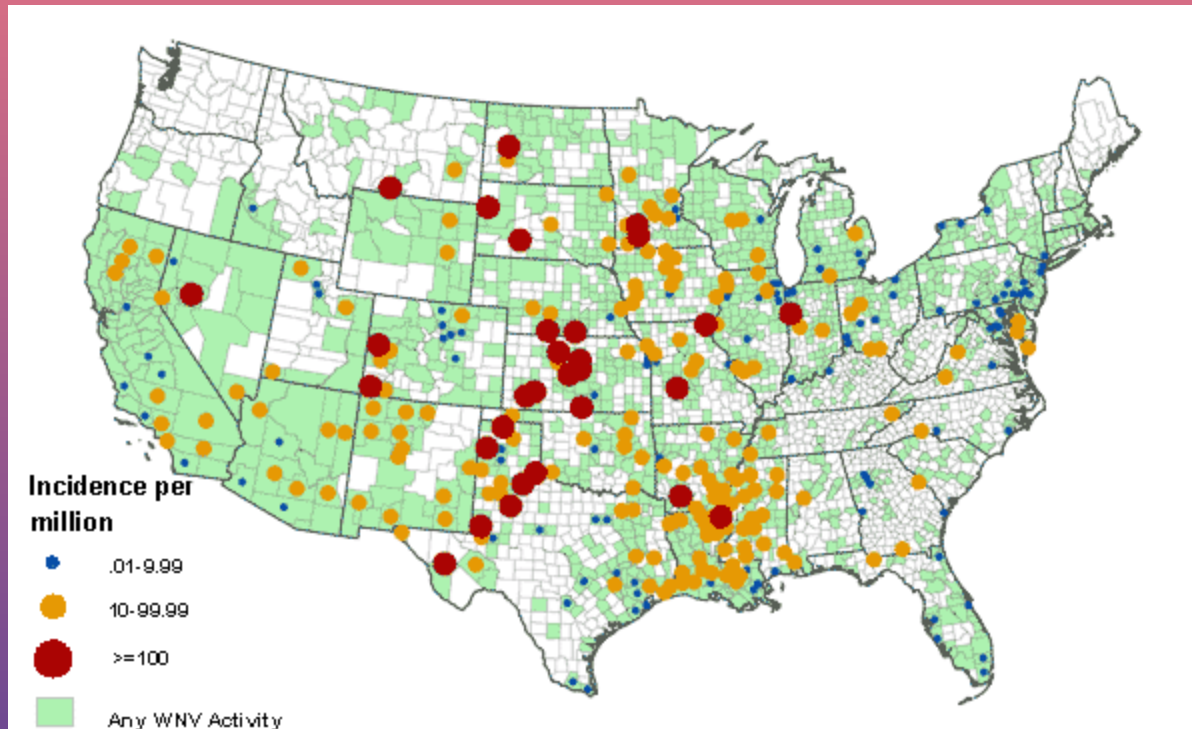 Incidence per
million
.01-9.99
10-99.99
>=100
Any WNV Activity